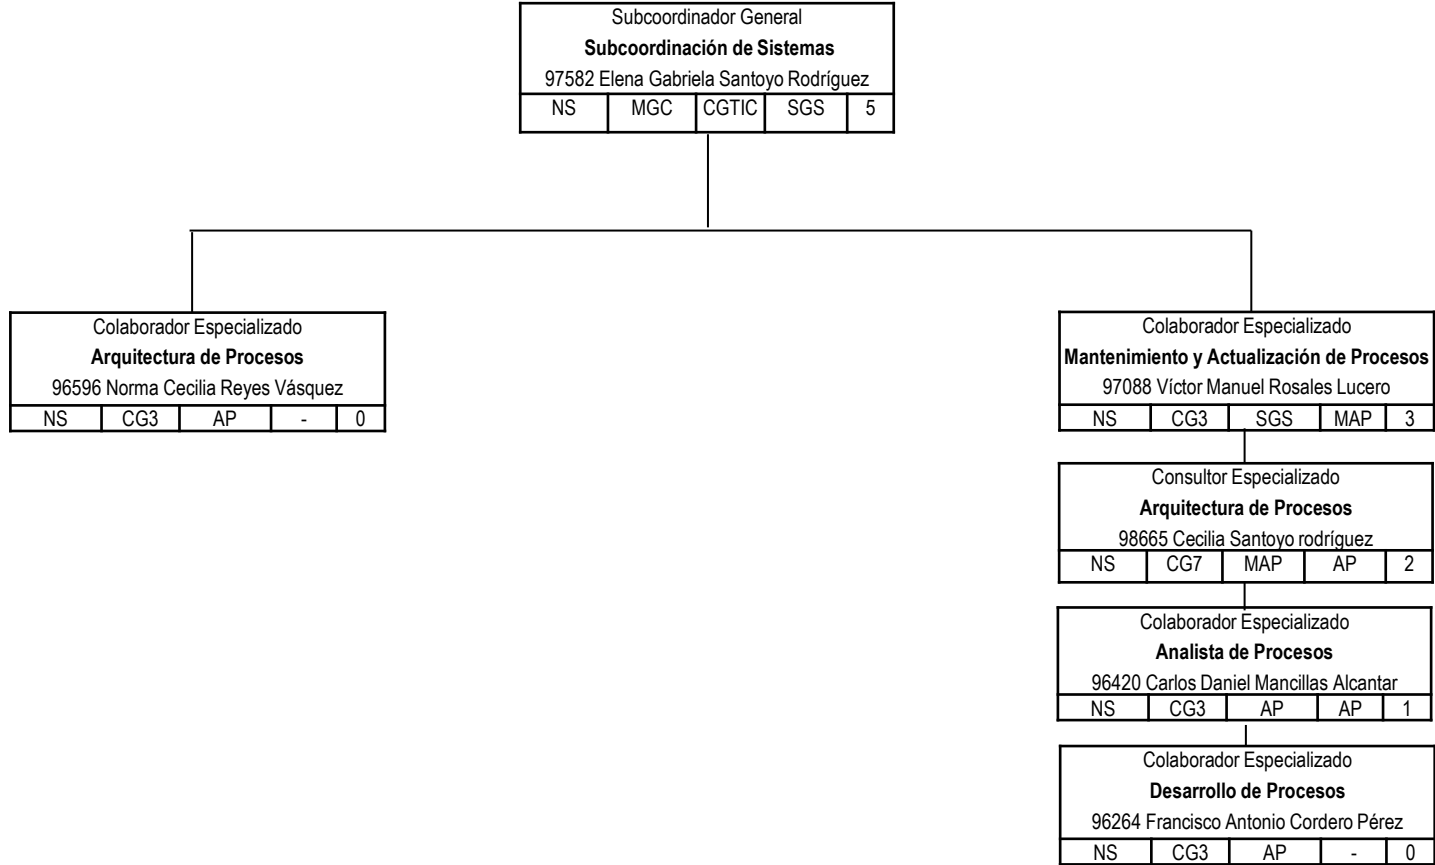 Subcoordinador General
Subcoordinación de Sistemas
97582 Elena Gabriela Santoyo Rodríguez
NS MGC CGTIC SGS 5
Colaborador Especializado
Arquitectura de Procesos
96596 Norma Cecilia Reyes Vásquez
NS CG3 AP - 0
Colaborador Especializado
Mantenimiento y Actualización de Procesos
97088 Víctor Manuel Rosales Lucero
NS CG3 SGS MAP 3
Consultor Especializado
Arquitectura de Procesos
98665 Cecilia Santoyo rodríguez
NS CG7 MAP AP 2
Colaborador Especializado
Analista de Procesos
96420 Carlos Daniel Mancillas Alcantar
NS CG3 AP AP 1
Colaborador Especializado
Desarrollo de Procesos
96264 Francisco Antonio Cordero Pérez
NS CG3 AP - 0